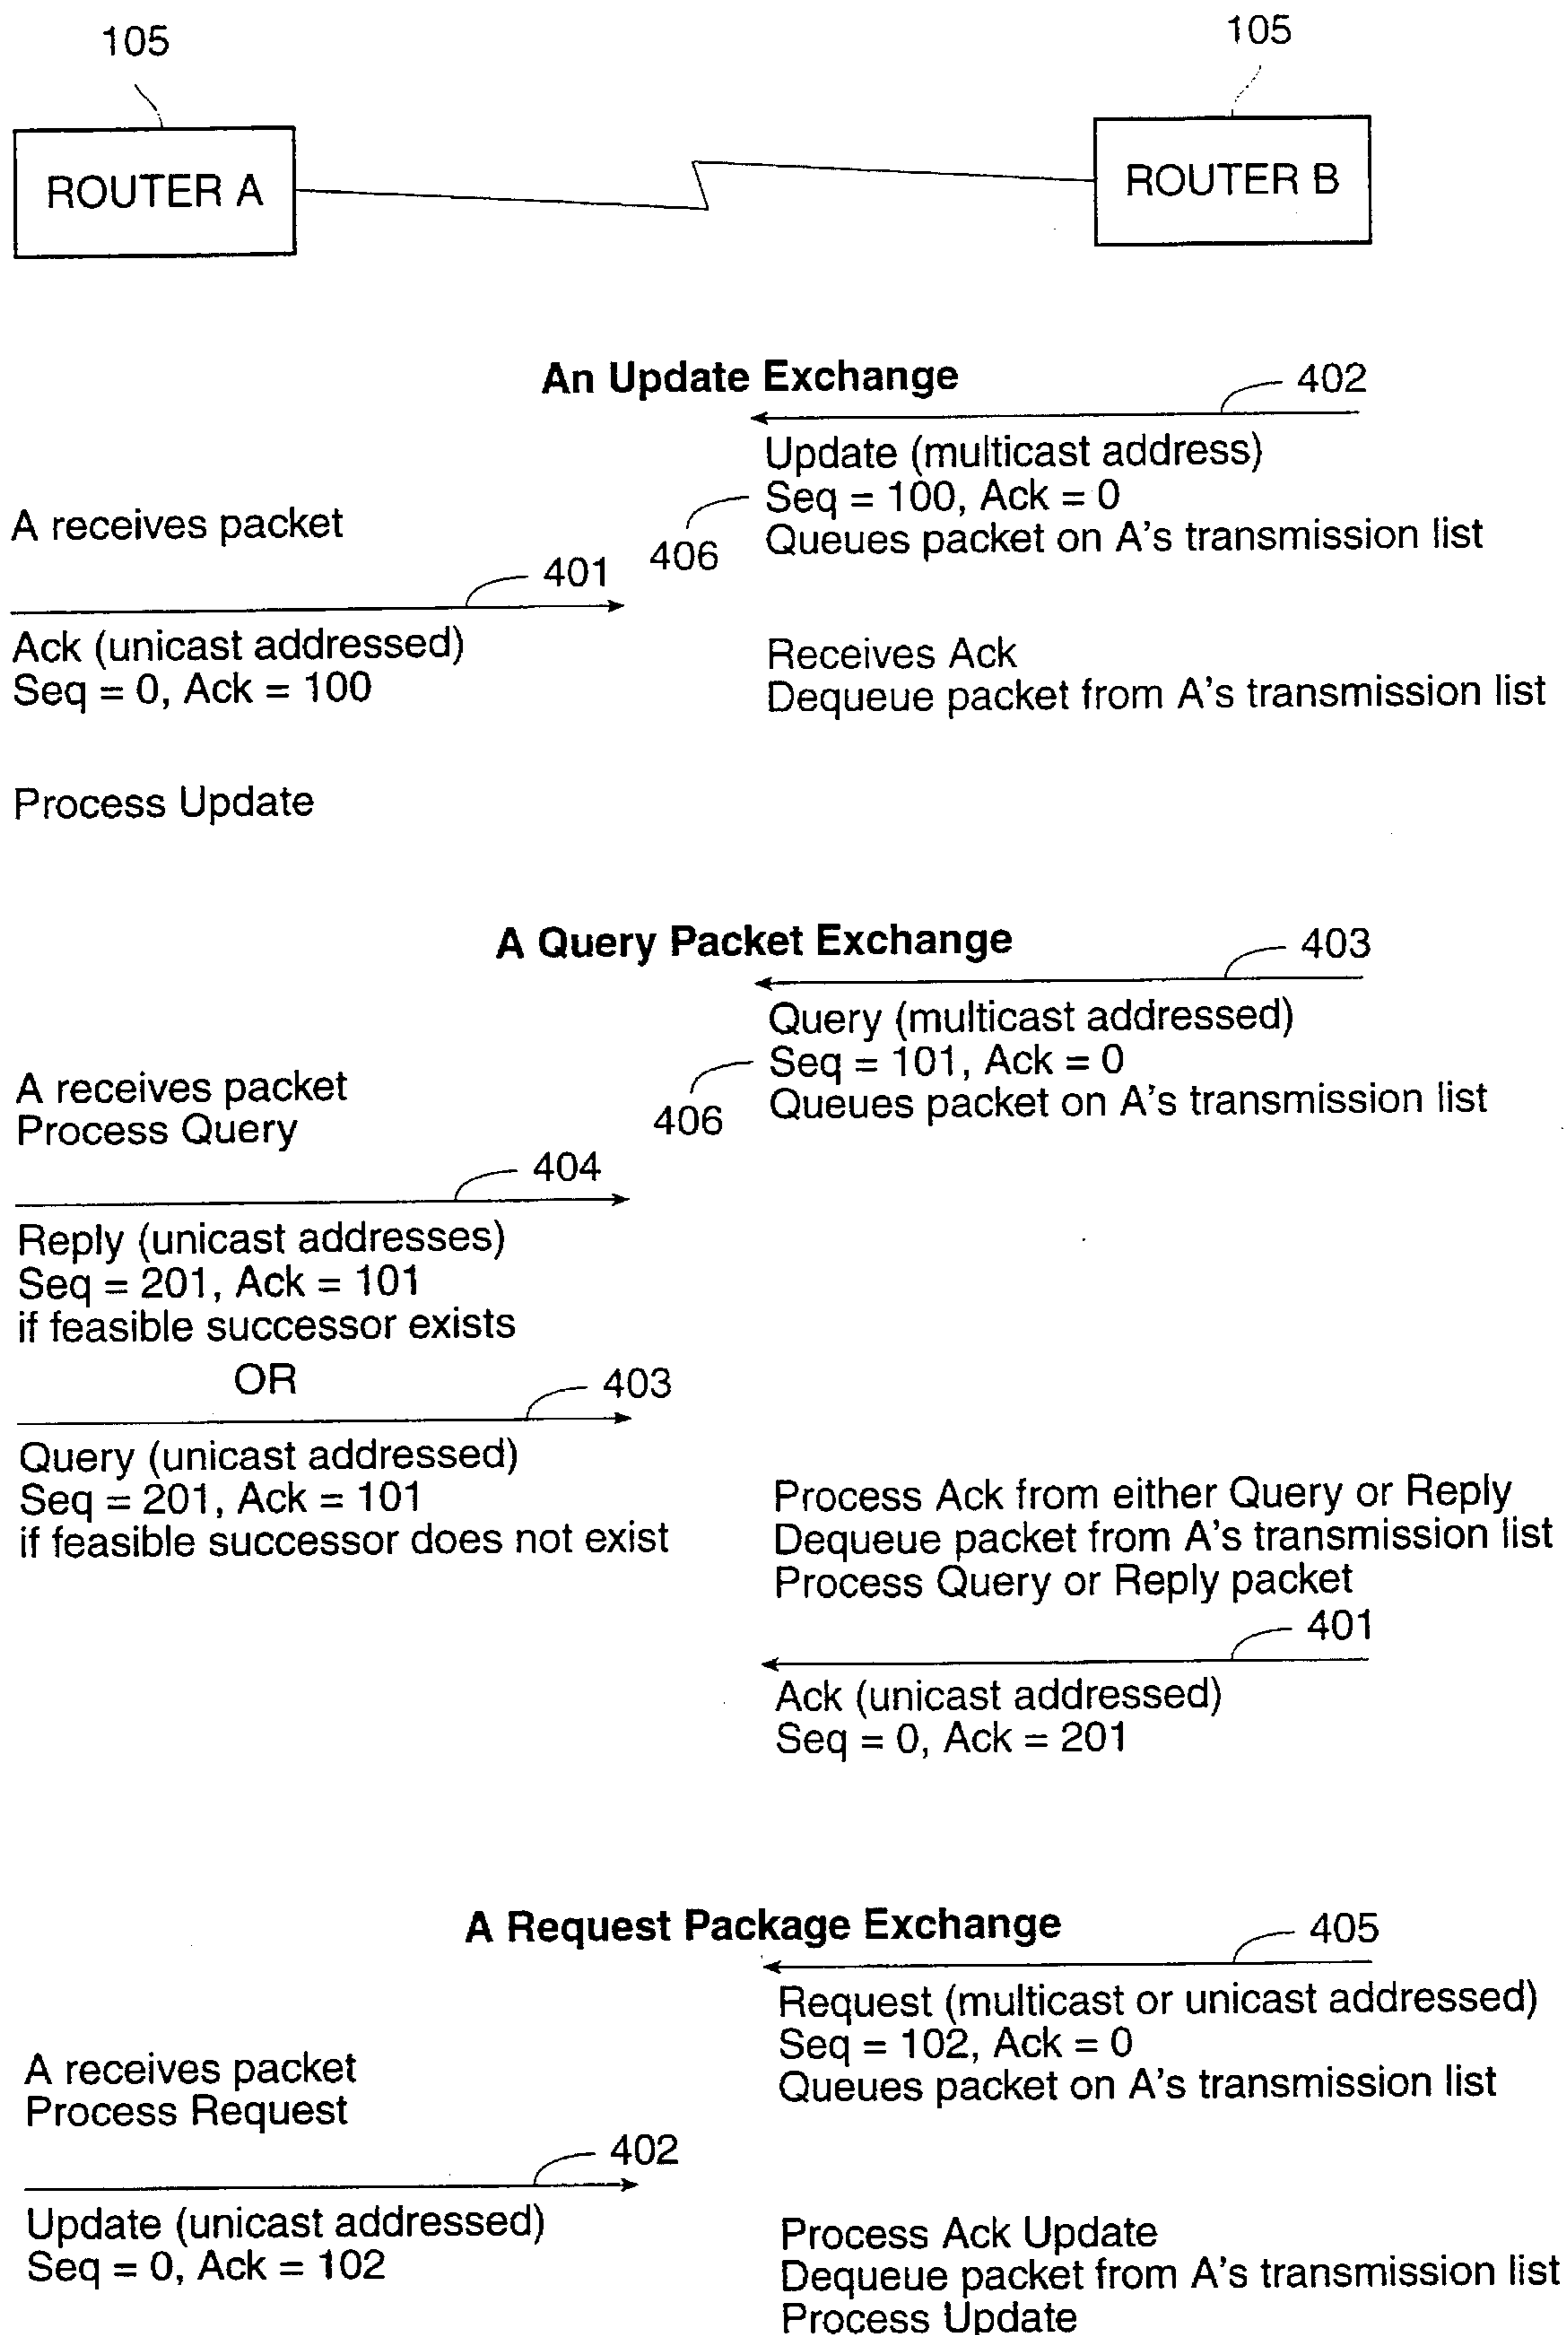 105
105
ROUTER A
ROUTER B
An Update Exchange
402
Update (multicast address)
Seq = 100, Ack = 0
Queues packet on A's transmission list
406
A receives packet
401
Ack (unicast addressed)
Seq = 0, Ack = 100
Receives Ack
Dequeue packet from A's transmission list
Process Update
A Query Packet Exchange
403
Query (multicast addressed)
Seq = 101, Ack = 0
Queues packet on A's transmission list
406
A receives packet
Process Query
404
Reply (unicast addresses)
Seq = 201, Ack = 101
if feasible successor exists
OR
403
Query (unicast addressed)
Seq = 201, Ack = 101
if feasible successor does not exist
Process Ack from either Query or Reply
Dequeue packet from A's transmission list
Process Query or Reply packet
401
Ack (unicast addressed)
Seq = 0, Ack = 201
A Request Package Exchange
405
Request (multicast or unicast addressed)
Seq = 102, Ack = 0
Queues packet on A's transmission list
A receives packet
Process Request
402
Update (unicast addressed)
Seq = 0, Ack = 102
Process Ack Update
Dequeue packet from A's transmission list
Process Update